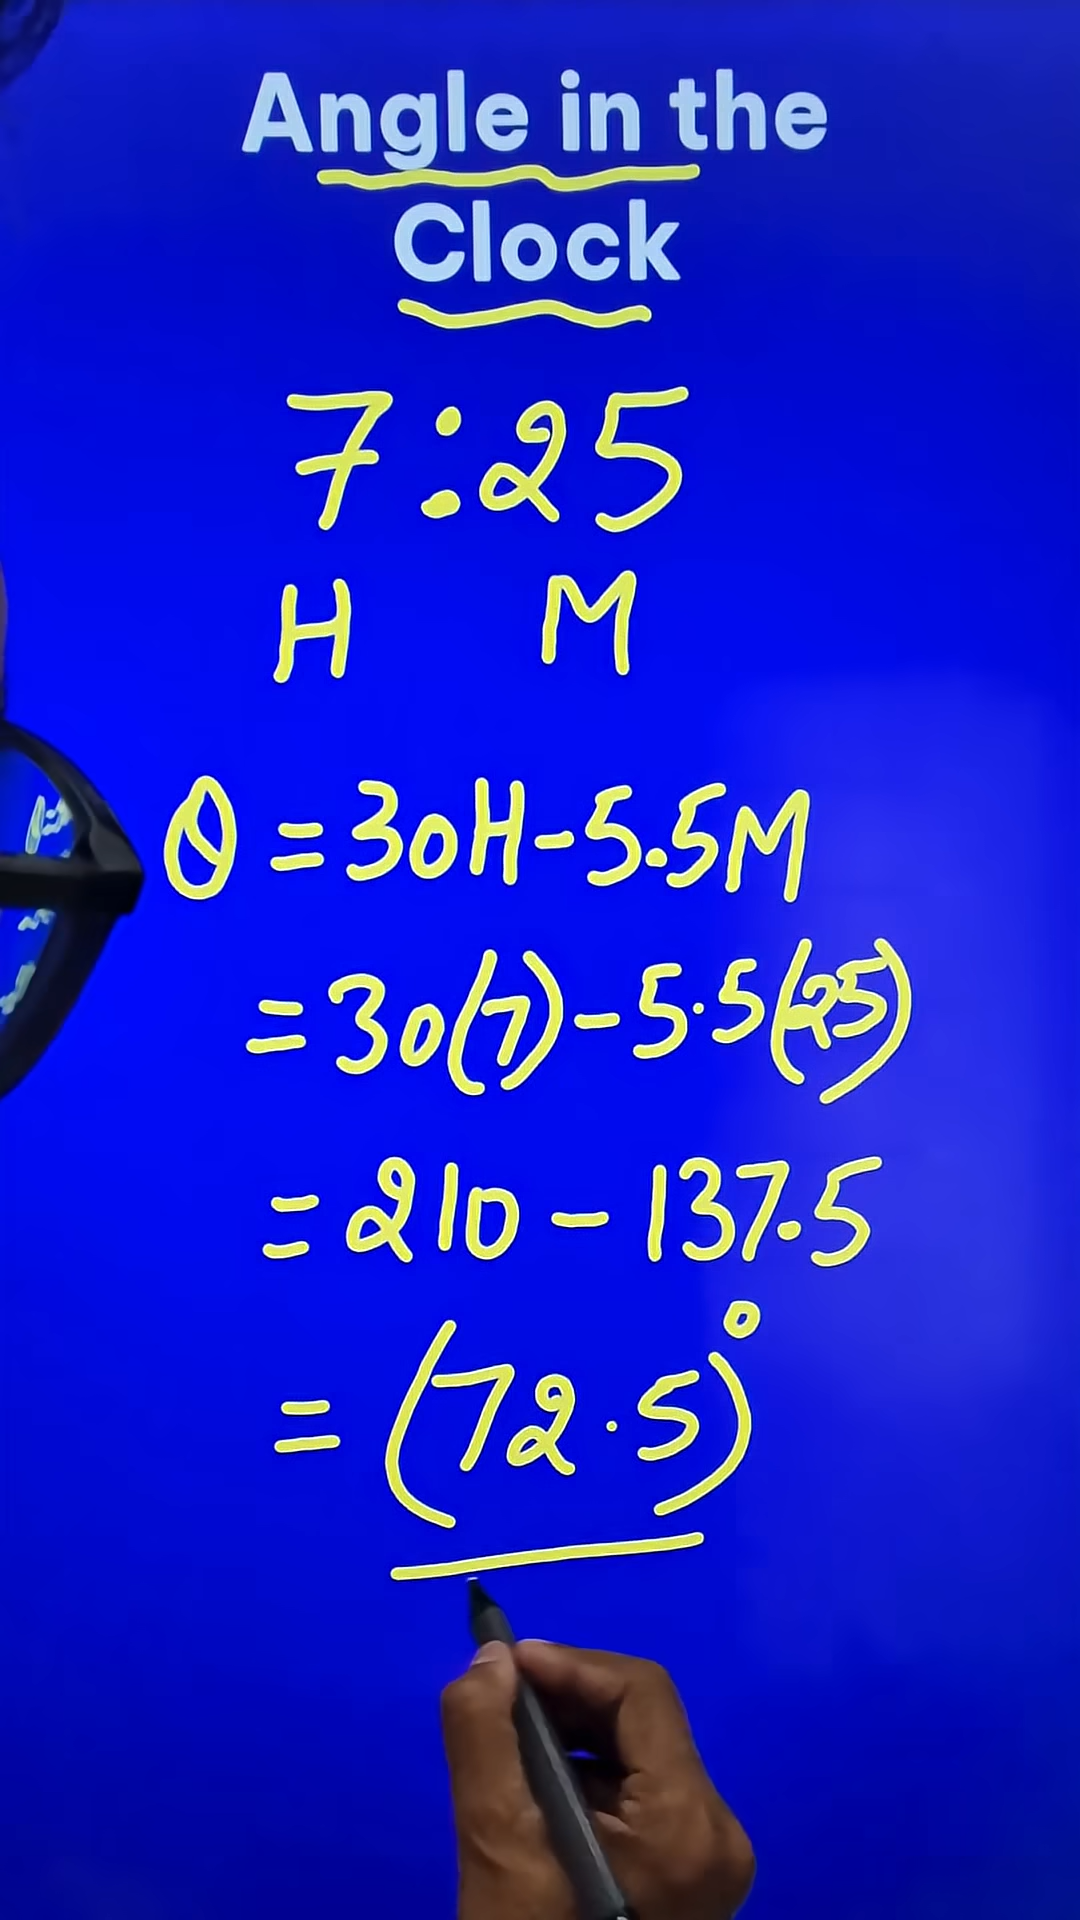 Angle in the
Clock
7:25
H M
θ = 30H - 5.5M
= 30(7) - 5.5(25)
= 210 - 137.5
= (72.5)°